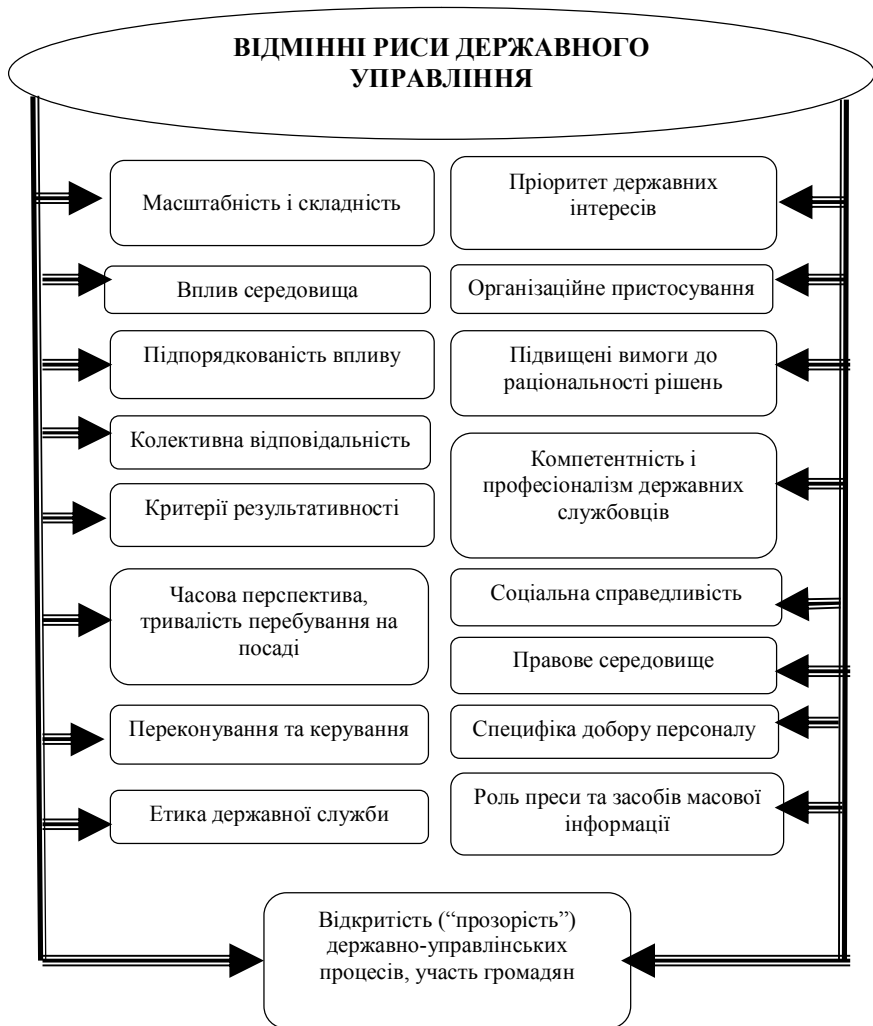 ВІДМІННІ РИСИ ДЕРЖАВНОГО
УПРАВЛІННЯ
Масштабність і складність
Вплив середовища
Підпорядкованість впливу
Колективна відповідальність
Критерії результативності
Часова перспектива,
тривалість перебування на
посаді
Переконування та керування
Етика державної служби
Пріоритет державних
інтересів
Організаційне пристосування
Підвищені вимоги до
раціональності рішень
Компетентність і
професіоналізм державних
службовців
Соціальна справедливість
Правове середовище
Специфіка добору персоналу
Роль преси та засобів масової
інформації
Відкритість (“прозорість”)
державно-управлінських
процесів, участь громадян